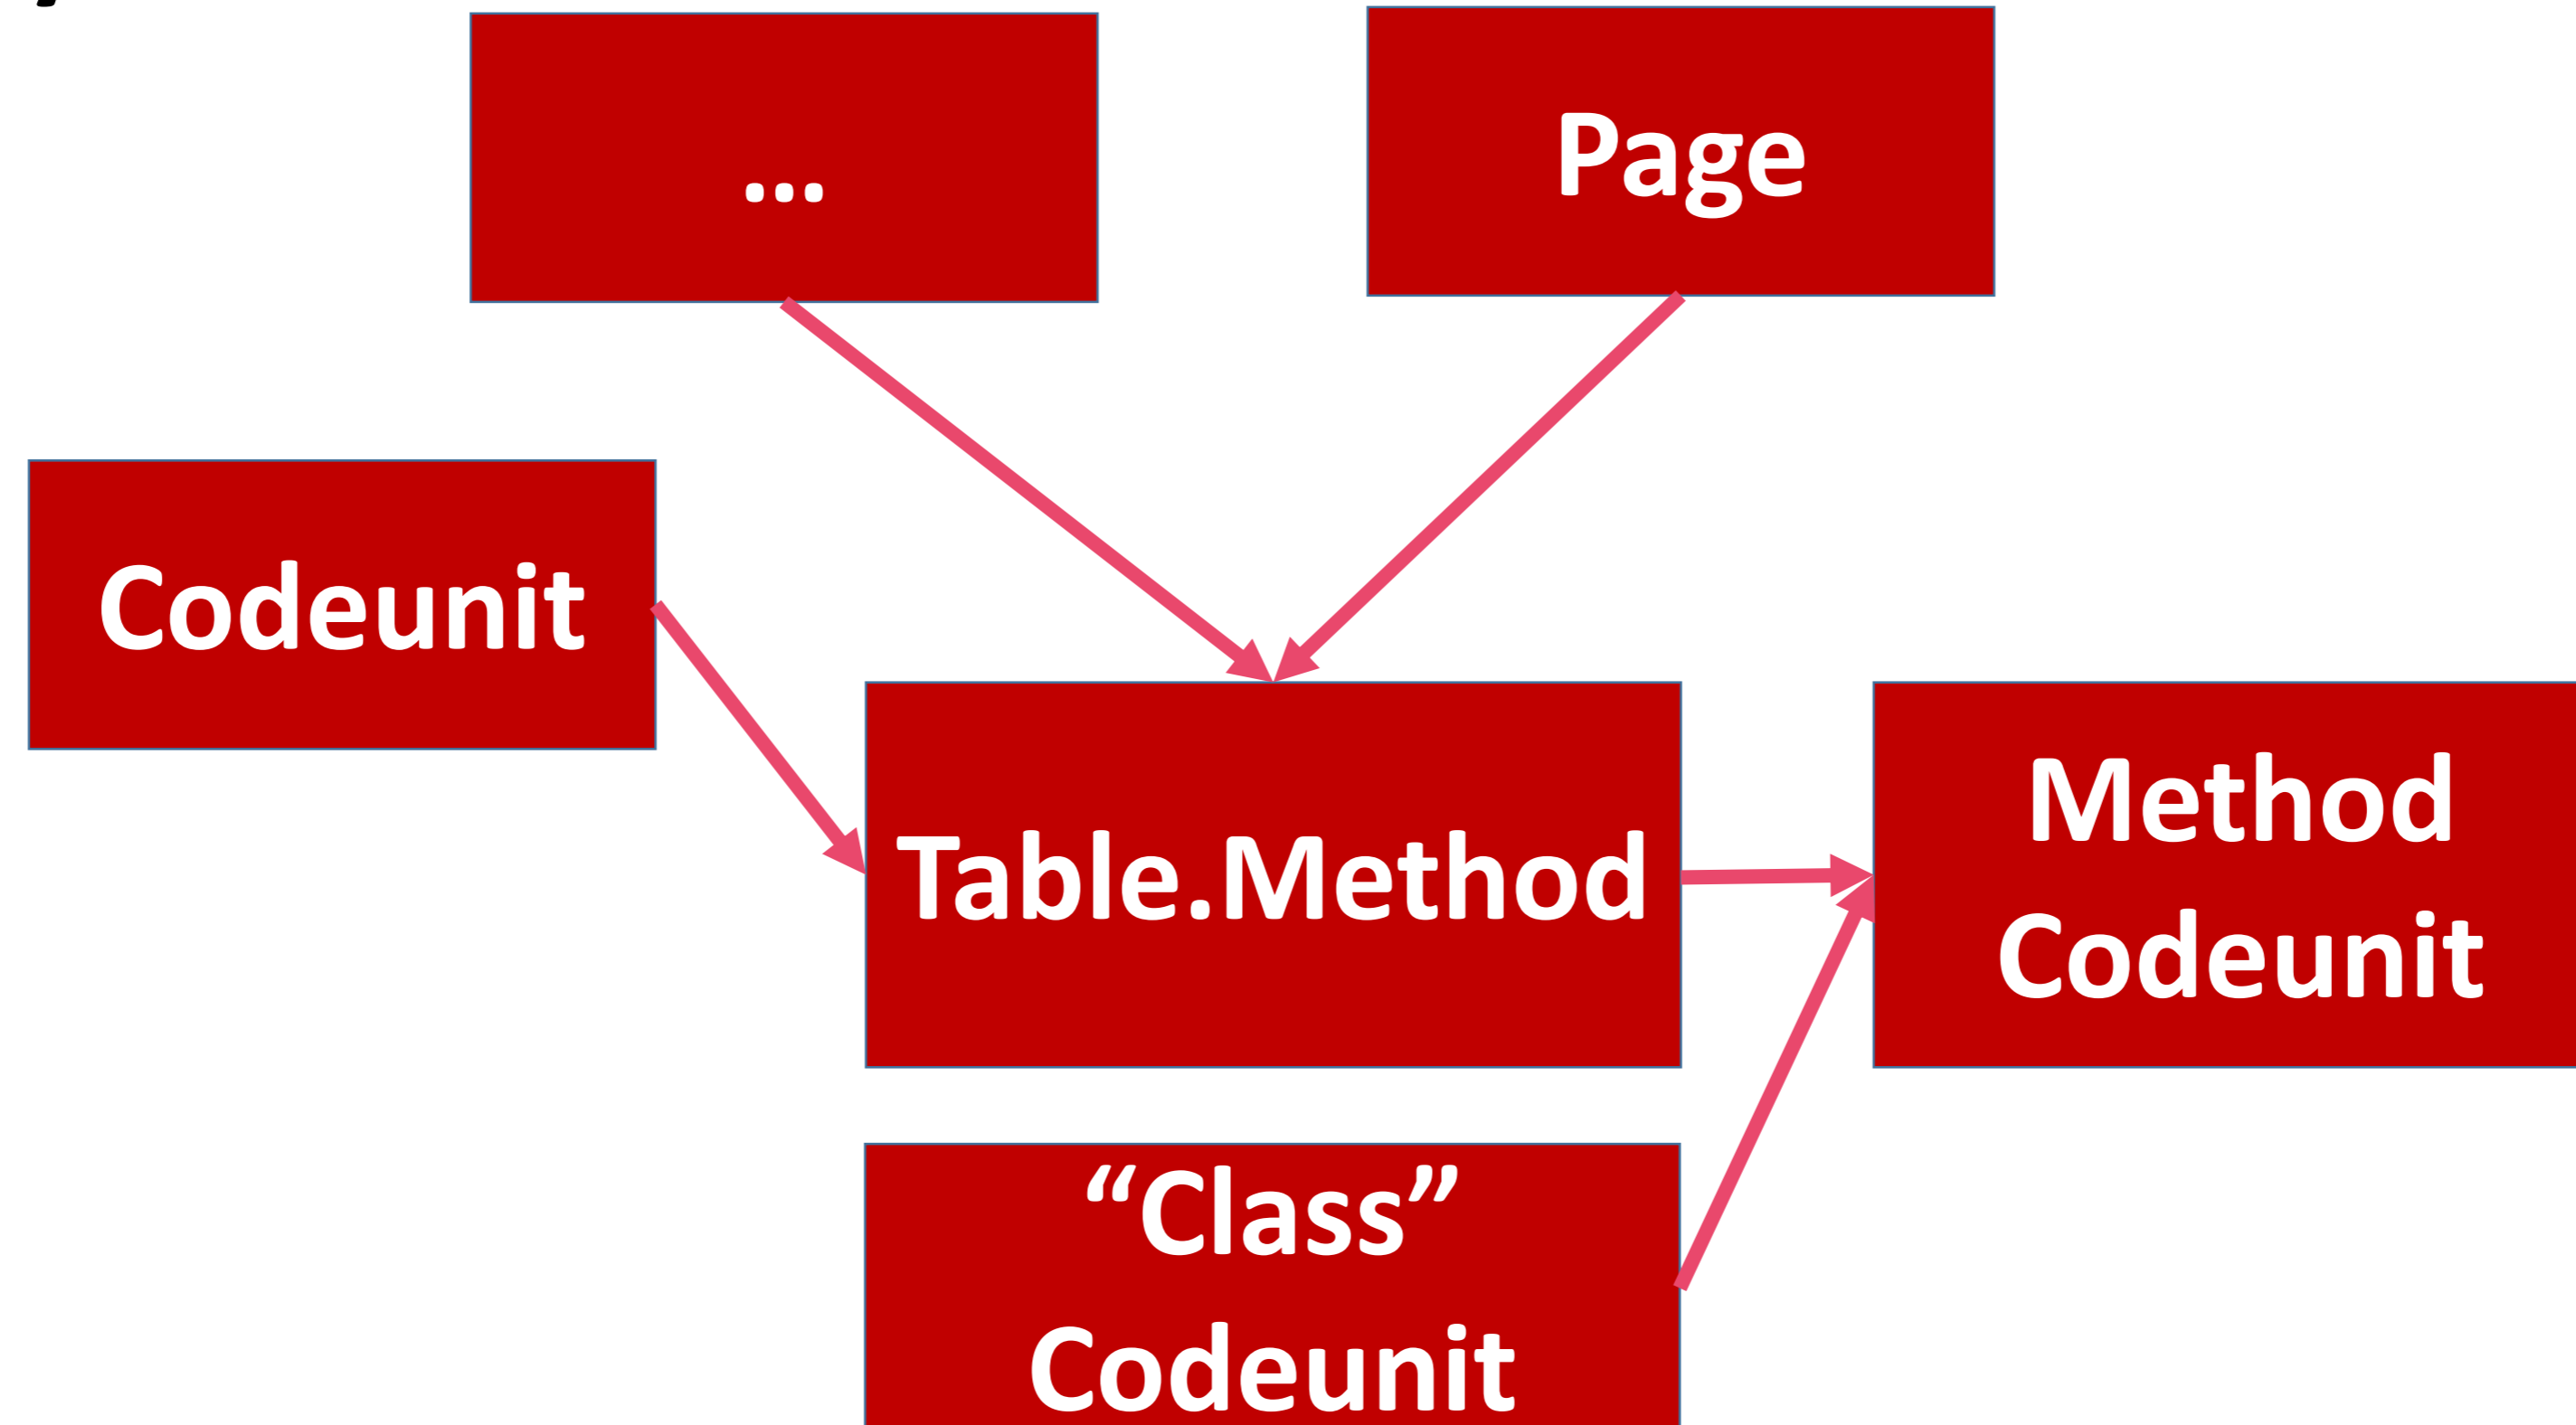 ...
Page
Codeunit
Table.Method
Method
Codeunit
“Class”
Codeunit